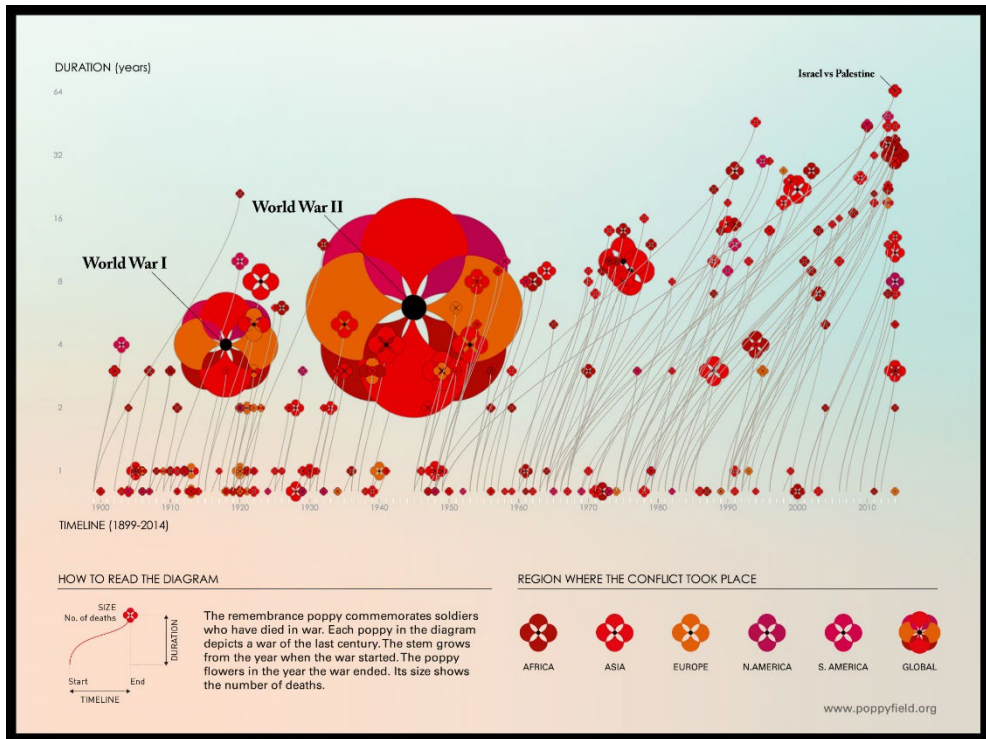 DURATION (years)
Israel vs Palestine
64
32
World War II
16
World War I
8
4
2
1
1900 1910 1920 1930 1940 1950 1960 1970 1980 1990 2000 2010
TIMELINE (1899-2014)
HOW TO READ THE DIAGRAM
SIZE
No. of deaths
DURATION
Start End
TIMELINE
The remembrance poppy commemorates soldiers
who have died in war. Each poppy in the diagram
depicts a war of the last century. The stem grows
from the year when the war started. The poppy
flowers in the year the war ended. Its size shows
the number of deaths.
REGION WHERE THE CONFLICT TOOK PLACE
AFRICA ASIA EUROPE N.AMERICA S. AMERICA GLOBAL
www.poppyfield.org